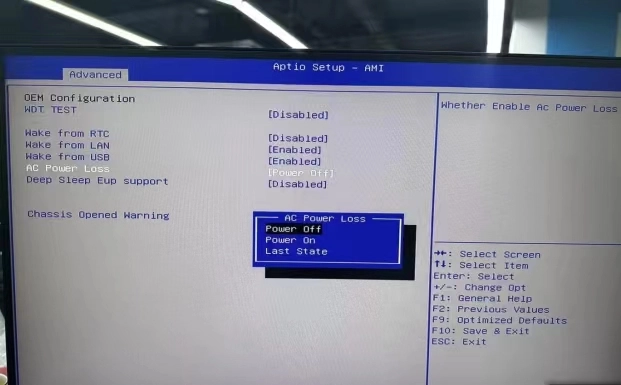 Aptio Setup - AMI
Advanced
OEM Configuration
WDT TEST [Disabled]
Wake from RTC [Disabled]
Wake from LAN [Enabled]
Wake from USB [Enabled]
AC Power Loss [Power Off]
Deep Sleep Eup support [Disabled]
Chassis Opened Warning
AC Power Loss
Power Off
Power On
Last State
Whether Enable Ac Power Loss
→←: Select Screen
↑↓: Select Item
Enter: Select
+/-: Change Opt
F1: General Help
F2: Previous Values
F9: Optimized Defaults
F10: Save & Exit
ESC: Exit